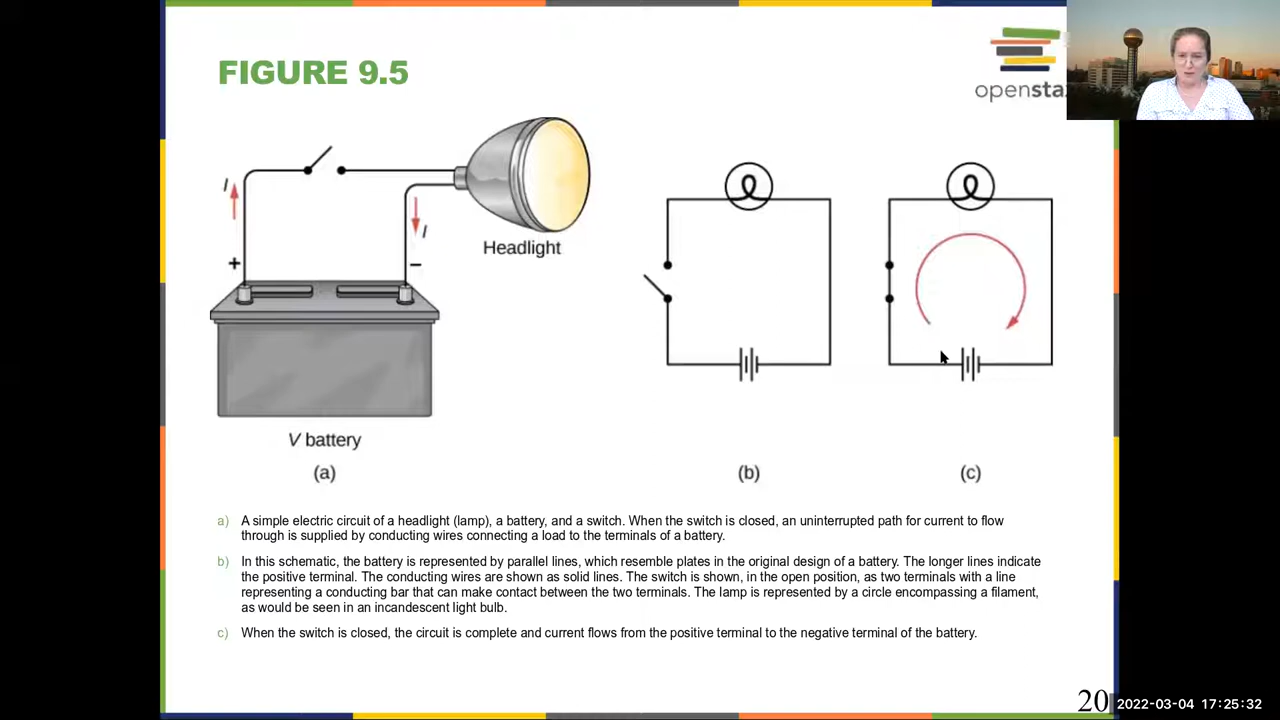 FIGURE 9.5
opensta
I
+
I
−
Headlight
V battery
(a)
(b)
(c)
a) A simple electric circuit of a headlight (lamp), a battery, and a switch. When the switch is closed, an uninterrupted path for current to flow
through is supplied by conducting wires connecting a load to the terminals of a battery.
b) In this schematic, the battery is represented by parallel lines, which resemble plates in the original design of a battery. The longer lines indicate
the positive terminal. The conducting wires are shown as solid lines. The switch is shown, in the open position, as two terminals with a line
representing a conducting bar that can make contact between the two terminals. The lamp is represented by a circle encompassing a filament,
as would be seen in an incandescent light bulb.
c) When the switch is closed, the circuit is complete and current flows from the positive terminal to the negative terminal of the battery.
20
2022-03-04 17:25:32